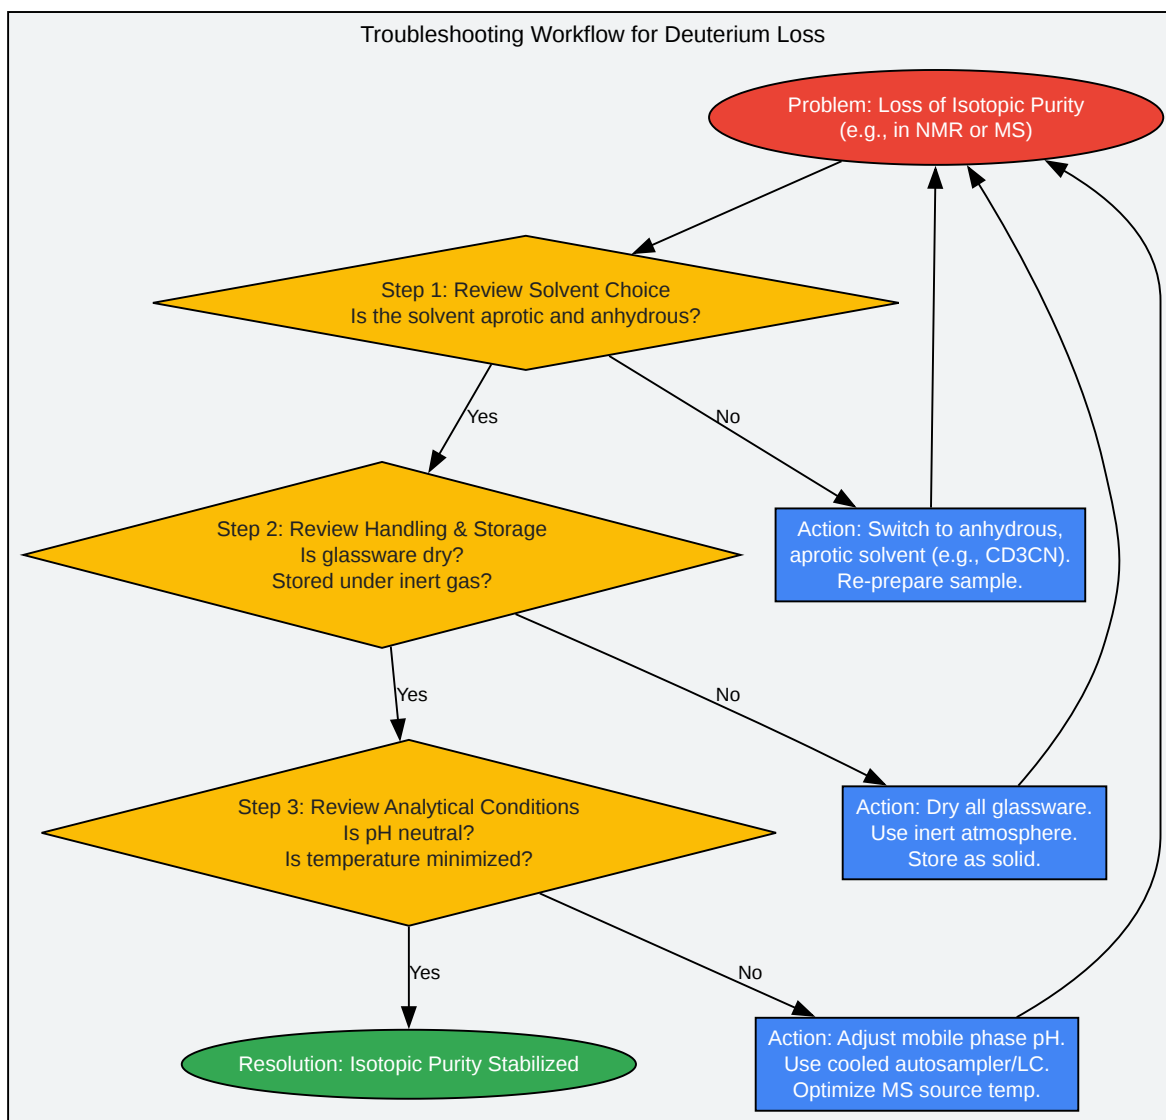 Troubleshooting Workflow for Deuterium Loss
Problem: Loss of Isotopic Purity
(e.g., in NMR or MS)
Step 1: Review Solvent Choice
Is the solvent aprotic and anhydrous?
Yes
No
Step 2: Review Handling & Storage
Is glassware dry?
Stored under inert gas?
Action: Switch to anhydrous,
aprotic solvent (e.g., CD3CN).
Re-prepare sample.
Yes
No
Step 3: Review Analytical Conditions
Is pH neutral?
Is temperature minimized?
Action: Dry all glassware.
Use inert atmosphere.
Store as solid.
Yes
No
Resolution: Isotopic Purity Stabilized
Action: Adjust mobile phase pH.
Use cooled autosampler/LC.
Optimize MS source temp.